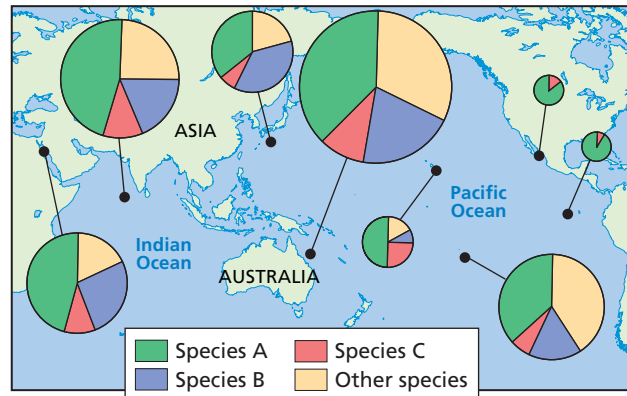 ASIA
Pacific
Ocean
Indian
Ocean
AUSTRALIA
Species A
Species C
Species B
Other species